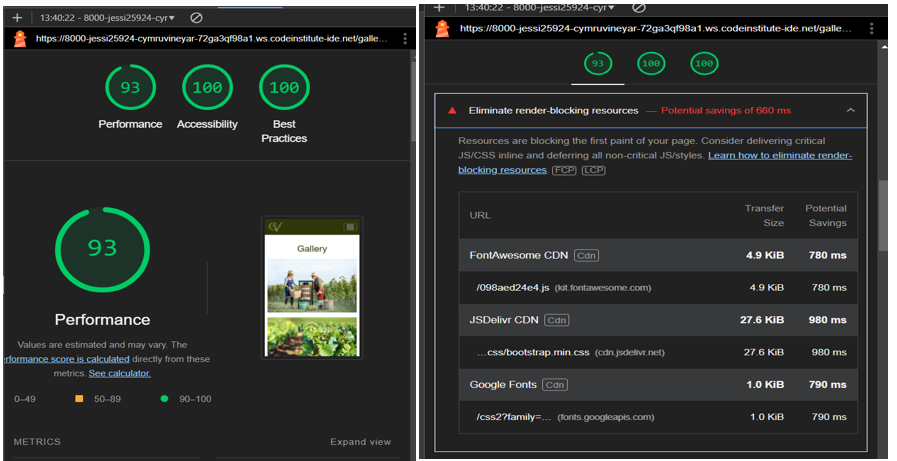 13:40:22 - 8000-jessi25924-cyr
https://8000-jessi25924-cymruvineyar-72ga3qf98a1.ws.codeinstitute-ide.net/galle...
93
100
100
Performance
Accessibility
Best
Practices
93
Performance
Values are estimated and may vary. The
erformance score is calculated directly from these
metrics. See calculator.
0–49
50–89
90–100
Gallery
METRICS
Expand view
13:40:22 - 8000-jessi25924-cyr
https://8000-jessi25924-cymruvineyar-72ga3qf98a1.ws.codeinstitute-ide.net/galle...
93
100
100
Eliminate render-blocking resources — Potential savings of 660 ms
Resources are blocking the first paint of your page. Consider delivering critical
JS/CSS inline and deferring all non-critical JS/styles. Learn how to eliminate render-
blocking resources. FCP LCP
URL
Transfer
Size
Potential
Savings
FontAwesome CDN Cdn 4.9 KiB 780 ms
/098aed24e4.js (kit.fontawesome.com) 4.9 KiB 780 ms
JSDelivr CDN Cdn 27.6 KiB 980 ms
…css/bootstrap.min.css (cdn.jsdelivr.net) 27.6 KiB 980 ms
Google Fonts Cdn 1.0 KiB 790 ms
/css2?family=… (fonts.googleapis.com) 1.0 KiB 790 ms